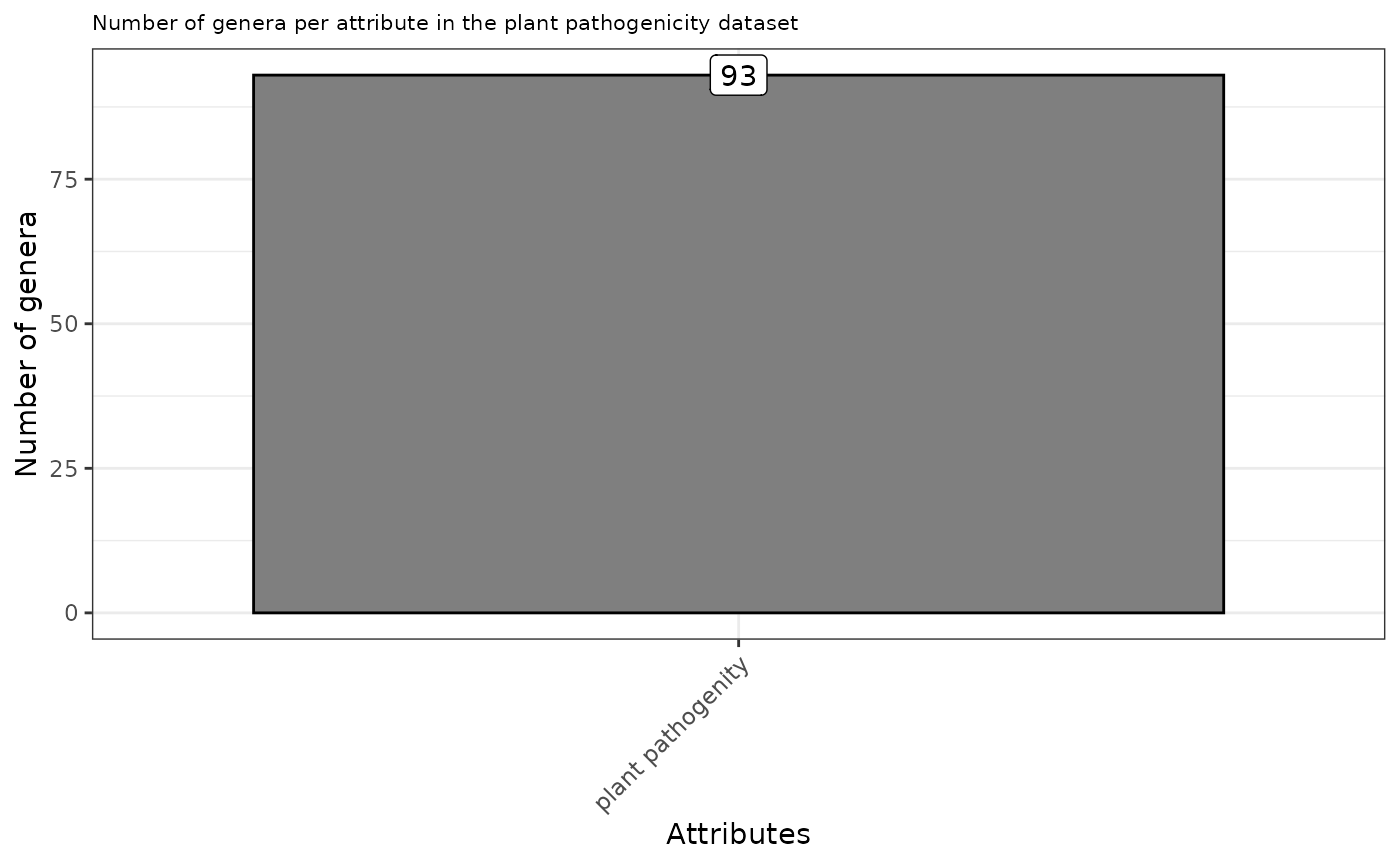 Number of genera per attribute in the plant pathogenicity dataset
93
Number of genera
75
50
25
0
plant pathogenity
Attributes